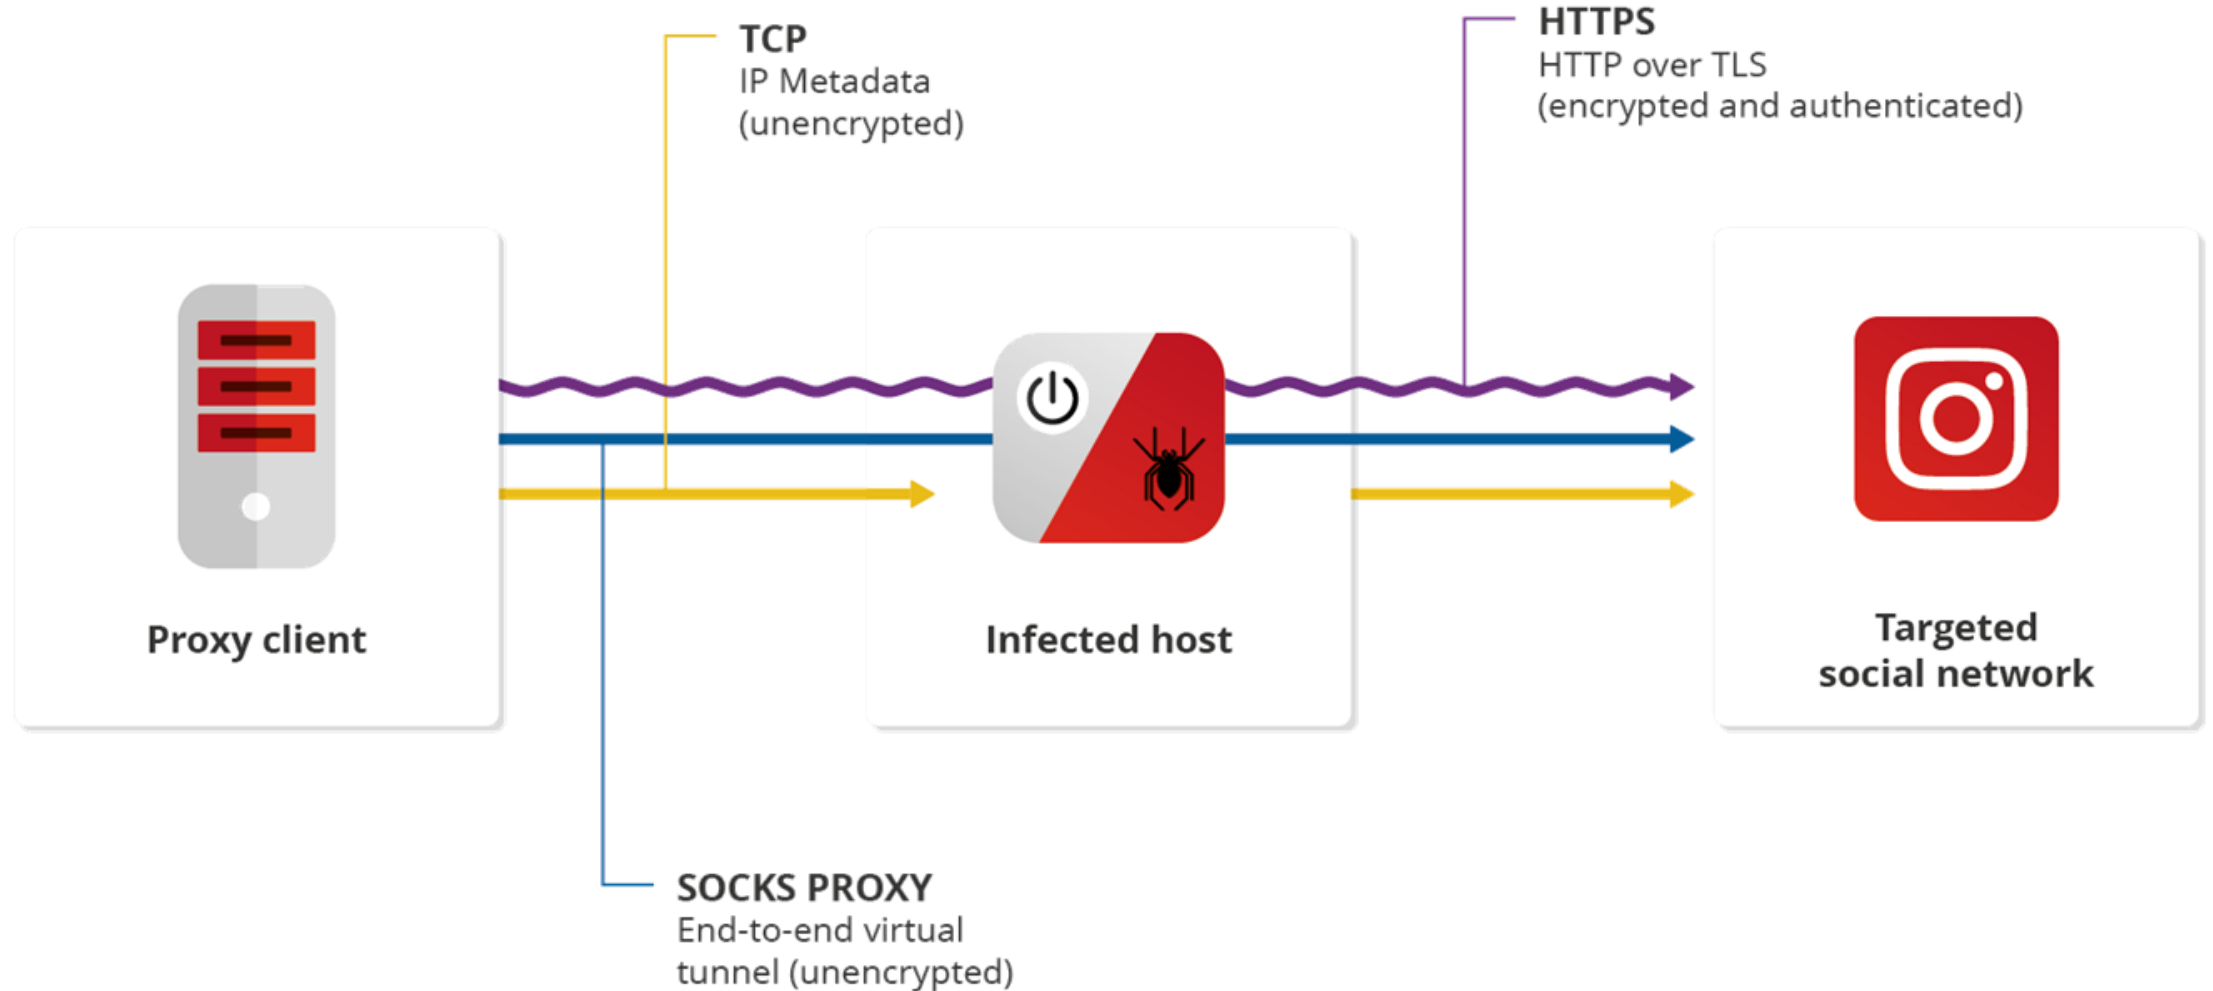 TCP
IP Metadata
(unencrypted)
HTTPS
HTTP over TLS
(encrypted and authenticated)
Proxy client
Infected host
Targeted
social network
SOCKS PROXY
End-to-end virtual
tunnel (unencrypted)